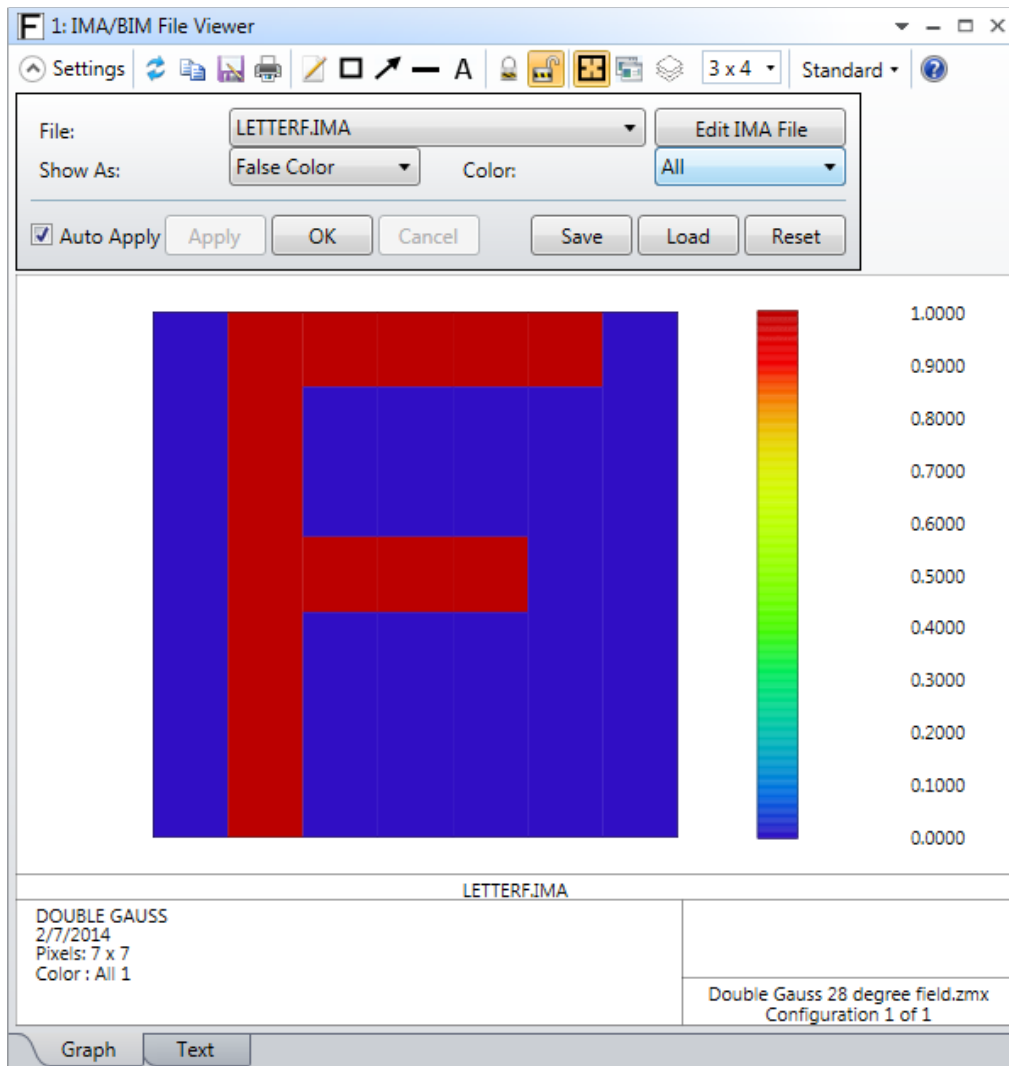 F 1: IMA/BIM File Viewer
Settings A 3 x 4 Standard ?
File: LETTERF.IMA Edit IMA File
Show As: False Color Color: All
Auto Apply Apply OK Cancel Save Load Reset
1.0000
0.9000
0.8000
0.7000
0.6000
0.5000
0.4000
0.3000
0.2000
0.1000
0.0000
LETTERF.IMA
DOUBLE GAUSS
2/7/2014
Pixels: 7 x 7
Color : All 1
Double Gauss 28 degree field.zmx
Configuration 1 of 1
Graph Text